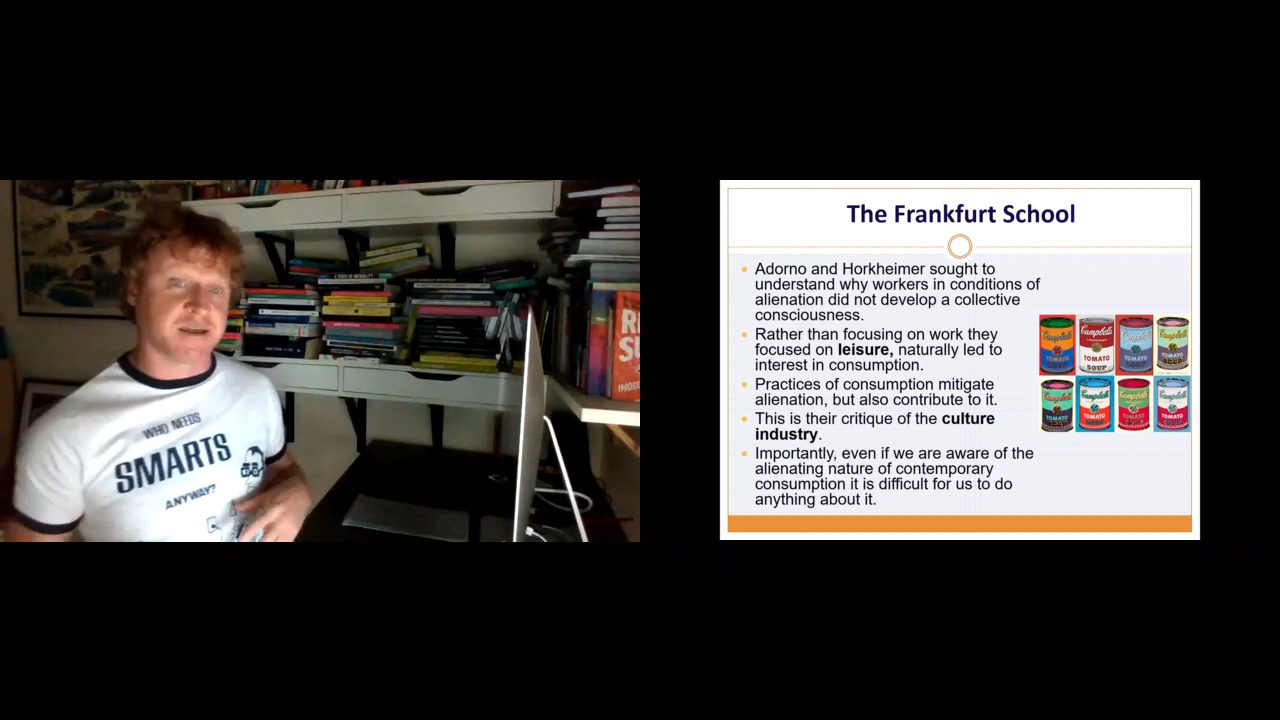 WHO NEEDS
SMARTS
ANYWAY?
The Frankfurt School
Adorno and Horkheimer sought to
understand why workers in conditions of
alienation did not develop a collective
consciousness.
Rather than focusing on work they
focused on leisure, naturally led to
interest in consumption.
Practices of consumption mitigate
alienation, but also contribute to it.
This is their critique of the culture
industry.
Importantly, even if we are aware of the
alienating nature of contemporary
consumption it is difficult for us to do
anything about it.
Campbell's
TOMATO
SOUP